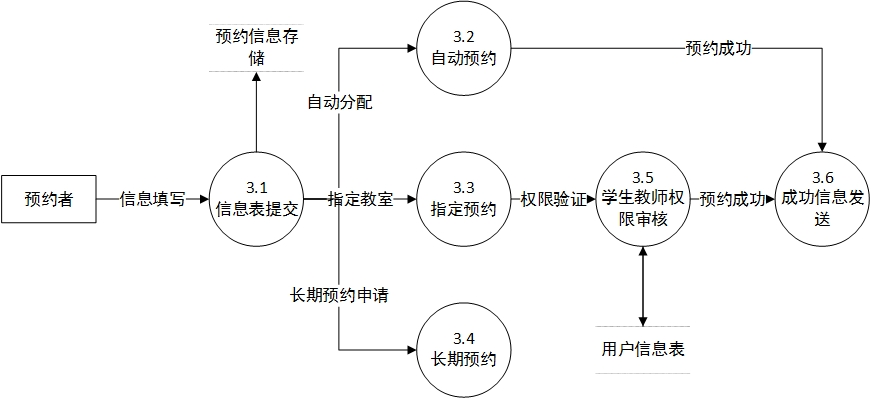 预约信息存
储
3.2
自动预约
预约成功
自动分配
预约者
信息填写
3.1
信息表提交
指定教室
3.3
指定预约
权限验证
3.5
学生教师权
限审核
预约成功
3.6
成功信息发
送
长期预约申请
3.4
长期预约
用户信息表